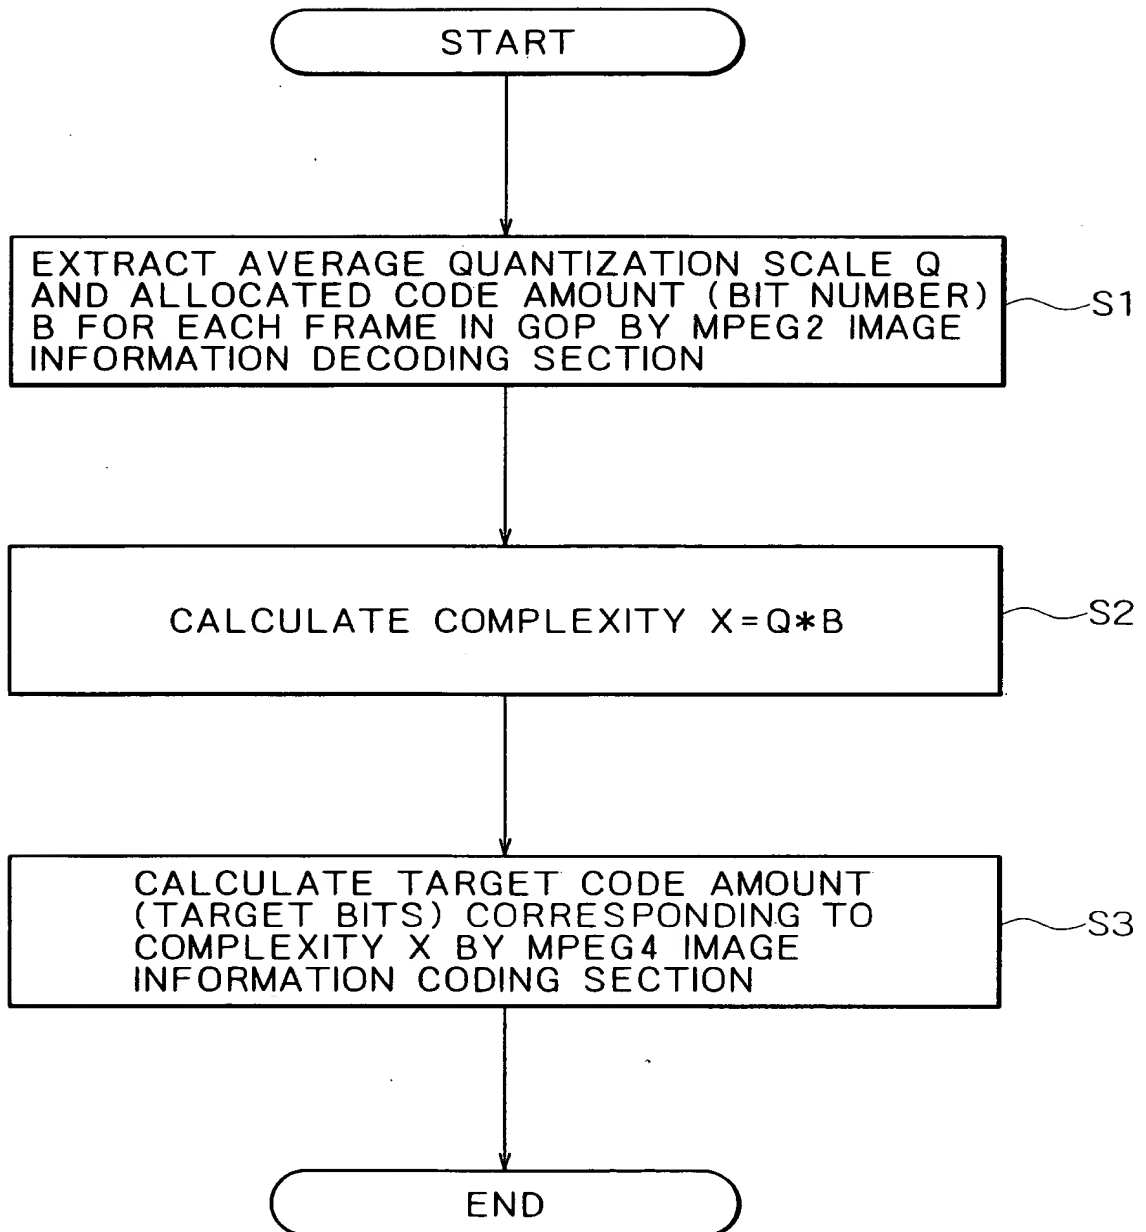 START
EXTRACT AVERAGE QUANTIZATION SCALE Q
AND ALLOCATED CODE AMOUNT (BIT NUMBER)
B FOR EACH FRAME IN GOP BY MPEG2 IMAGE
INFORMATION DECODING SECTION
S1
CALCULATE COMPLEXITY X=Q*B
S2
CALCULATE TARGET CODE AMOUNT
(TARGET BITS) CORRESPONDING TO
COMPLEXITY X BY MPEG4 IMAGE
INFORMATION CODING SECTION
S3
END